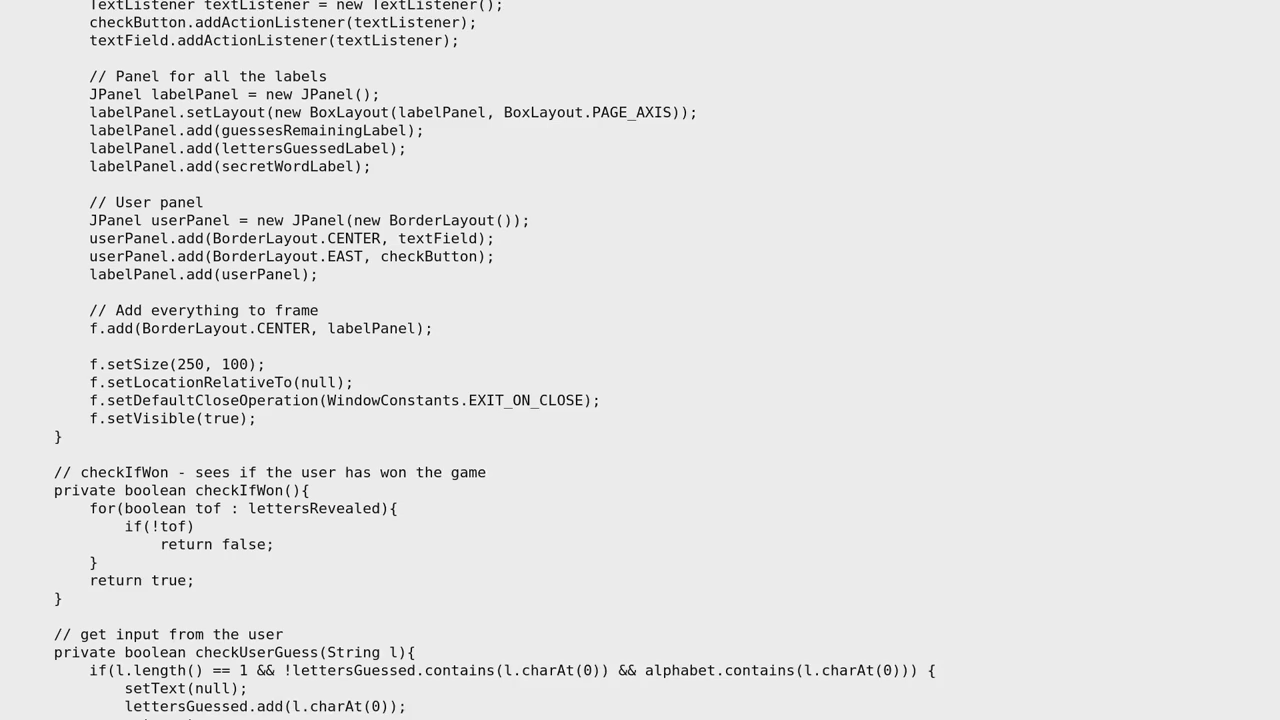 TextListener textListener = new TextListener();
checkButton.addActionListener(textListener);
textField.addActionListener(textListener);
// Panel for all the labels
JPanel labelPanel = new JPanel();
labelPanel.setLayout(new BoxLayout(labelPanel, BoxLayout.PAGE_AXIS));
labelPanel.add(guessesRemainingLabel);
labelPanel.add(lettersGuessedLabel);
labelPanel.add(secretWordLabel);
// User panel
JPanel userPanel = new JPanel(new BorderLayout());
userPanel.add(BorderLayout.CENTER, textField);
userPanel.add(BorderLayout.EAST, checkButton);
labelPanel.add(userPanel);
// Add everything to frame
f.add(BorderLayout.CENTER, labelPanel);
f.setSize(250, 100);
f.setLocationRelativeTo(null);
f.setDefaultCloseOperation(WindowConstants.EXIT_ON_CLOSE);
f.setVisible(true);
}
// checkIfWon - sees if the user has won the game
private boolean checkIfWon(){
for(boolean tof : lettersRevealed){
if(!tof)
return false;
}
return true;
}
// get input from the user
private boolean checkUserGuess(String l){
if(l.length() == 1 && !lettersGuessed.contains(l.charAt(0)) && alphabet.contains(l.charAt(0))) {
setText(null);
lettersGuessed.add(l.charAt(0));